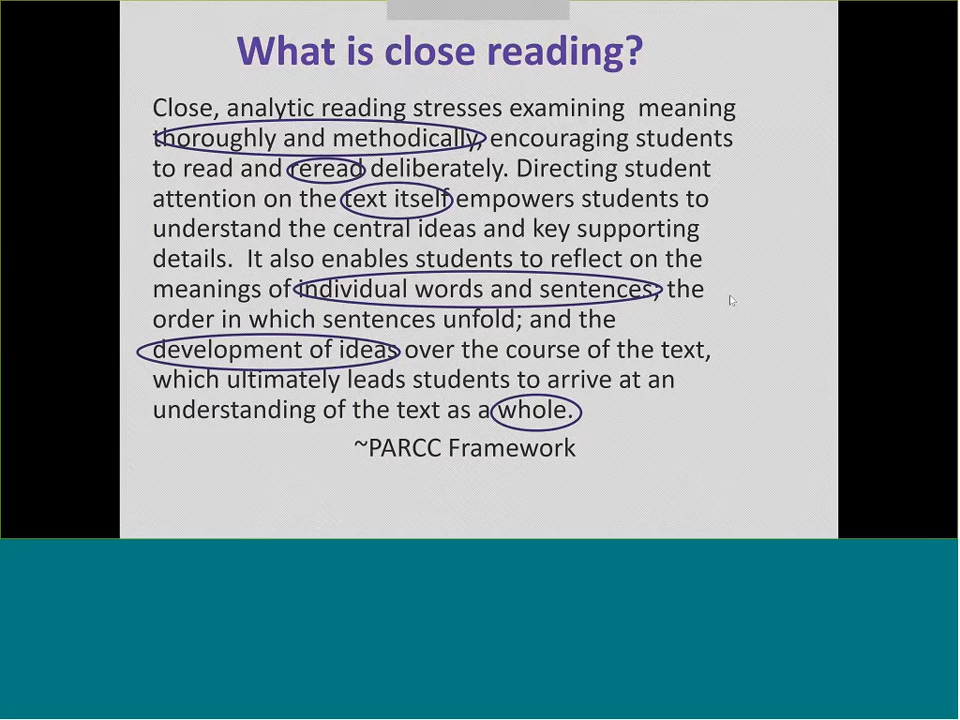 What is close reading?
Close, analytic reading stresses examining  meaning
thoroughly and methodically, encouraging students
to read and reread deliberately. Directing student
attention on the text itself empowers students to
understand the central ideas and key supporting
details.  It also enables students to reflect on the
meanings of individual words and sentences; the
order in which sentences unfold; and the
development of ideas over the course of the text,
which ultimately leads students to arrive at an
understanding of the text as a whole.
~PARCC Framework